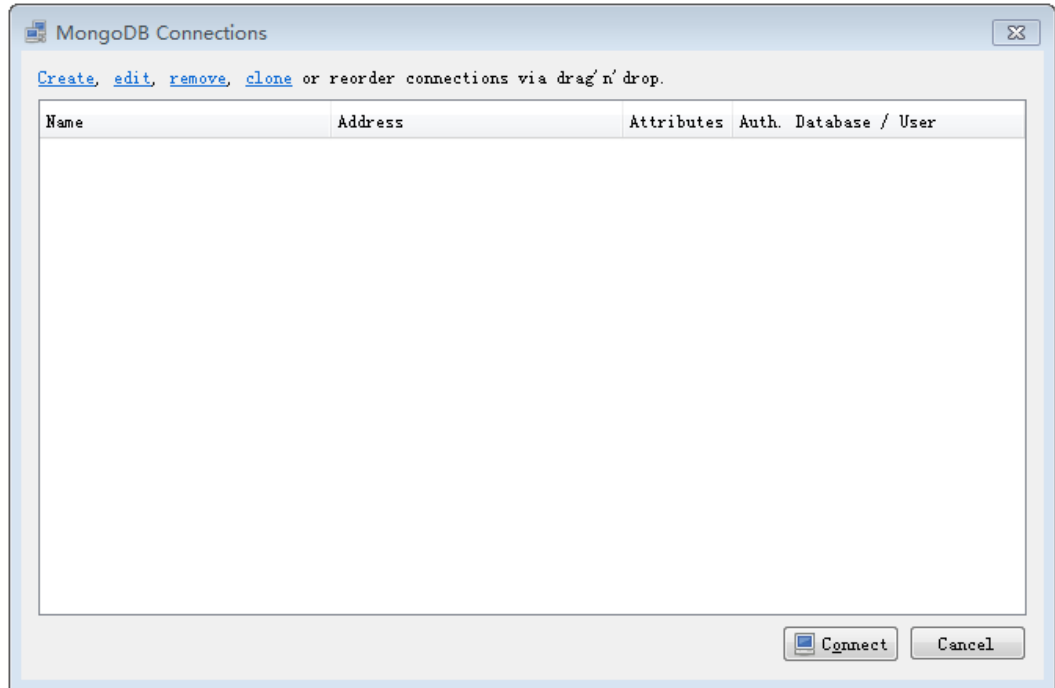 MongoDB Connections
Create, edit, remove, clone or reorder connections via drag'n'drop.
Name Address Attributes Auth. Database / User
Connect Cancel